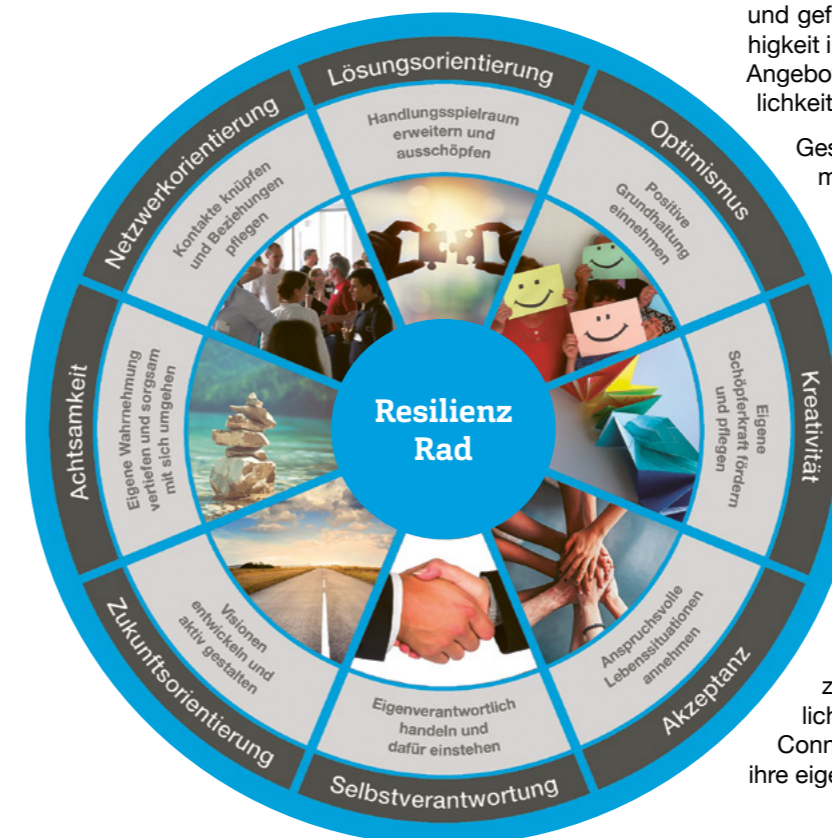 und gef
higkeit i
Angebo
lichkeit
Ges
m
Lösungsorientierung
Handlungsspielraum
erweitern und
ausschöpfen
Optimismus
Positive
Grundhaltung
einnehmen
Kreativität
Eigene
Schöpferkraft fördern
und pflegen
Akzeptanz
Anspruchsvolle
Lebenssituationen
annehmen
Selbstverantwortung
Eigenverantwortlich
handeln und
dafür einstehen
Zukunftsorientierung
Visionen
entwickeln und
aktiv gestalten
Achtsamkeit
Eigene Wahrnehmung
vertiefen und sorgsam
mit sich umgehen
Netzwerkorientierung
Kontakte knüpfen
und Beziehungen
pflegen
Resilienz
Rad
z
lich
Conn
ihre eige